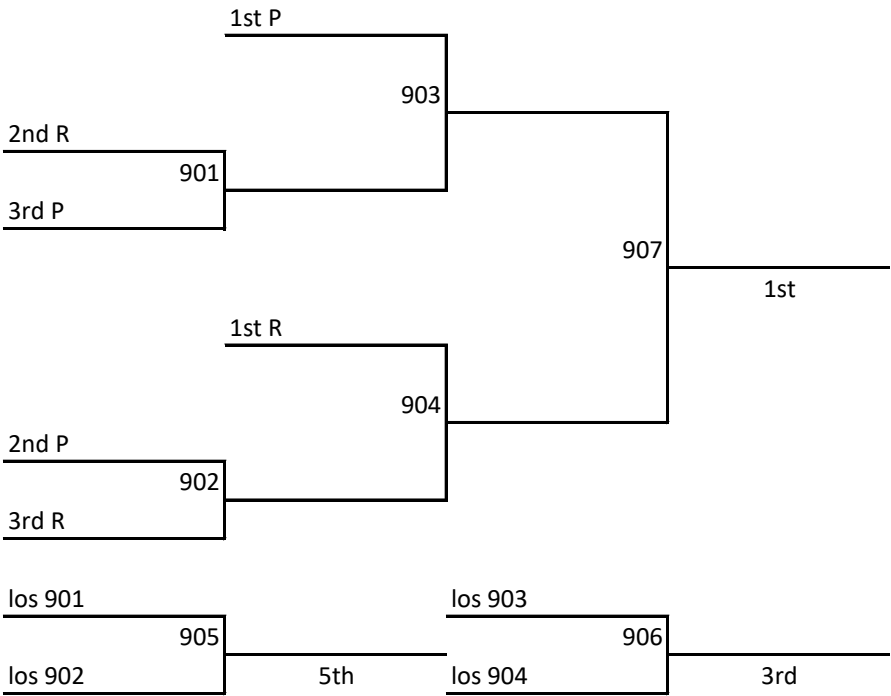 1st P
903
2nd R
901
3rd P
907
1st
1st R
904
2nd P
902
3rd R
los 901
los 903
905
906
los 902
5th
los 904
3rd